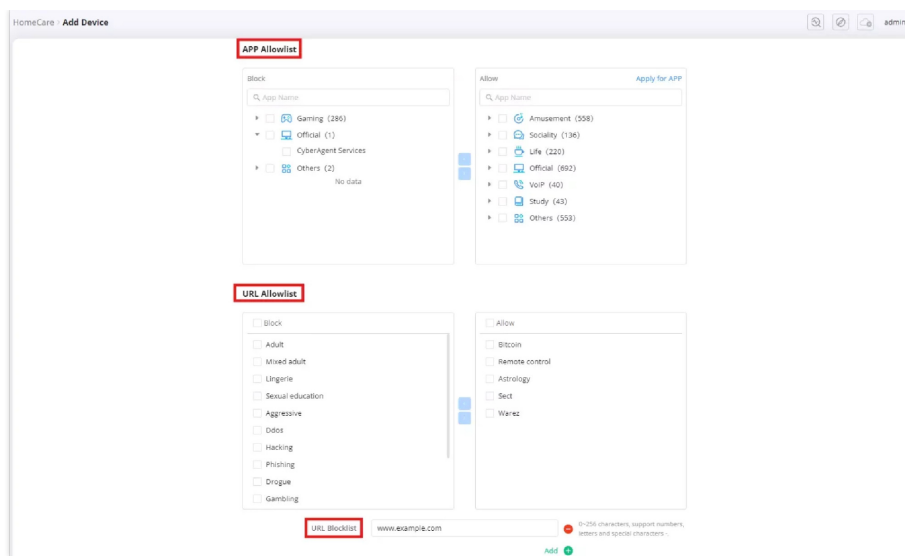 HomeCare / Add Device
admin
APP Allowlist
Block
App Name
Gaming (286)
Official (1)
CyberAgent Services
Others (2)
No data
Allow
Apply for APP
App Name
Amusement (558)
Sociality (136)
Life (220)
Official (692)
VoIP (40)
Study (43)
Others (553)
URL Allowlist
Block
Adult
Mixed adult
Lingerie
Sexual education
Aggressive
Ddos
Hacking
Phishing
Drogue
Gambling
Allow
Bitcoin
Remote control
Astrology
Sect
Warez
URL Blocklist
www.example.com
0~256 characters, support numbers,
letters and special characters -.
Add